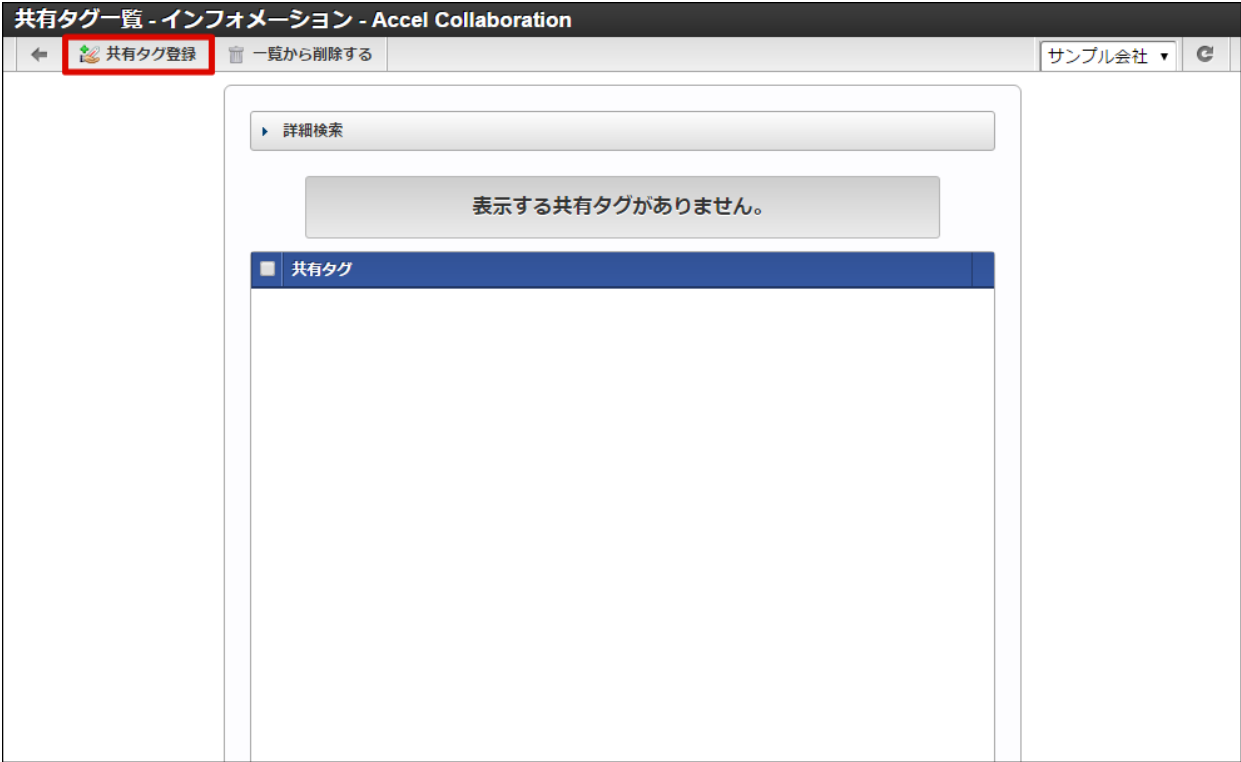 共有タグ一覧 - インフォメーション - Accel Collaboration
共有タグ登録 一覧から削除する サンプル会社
詳細検索
表示する共有タグがありません。
共有タグ